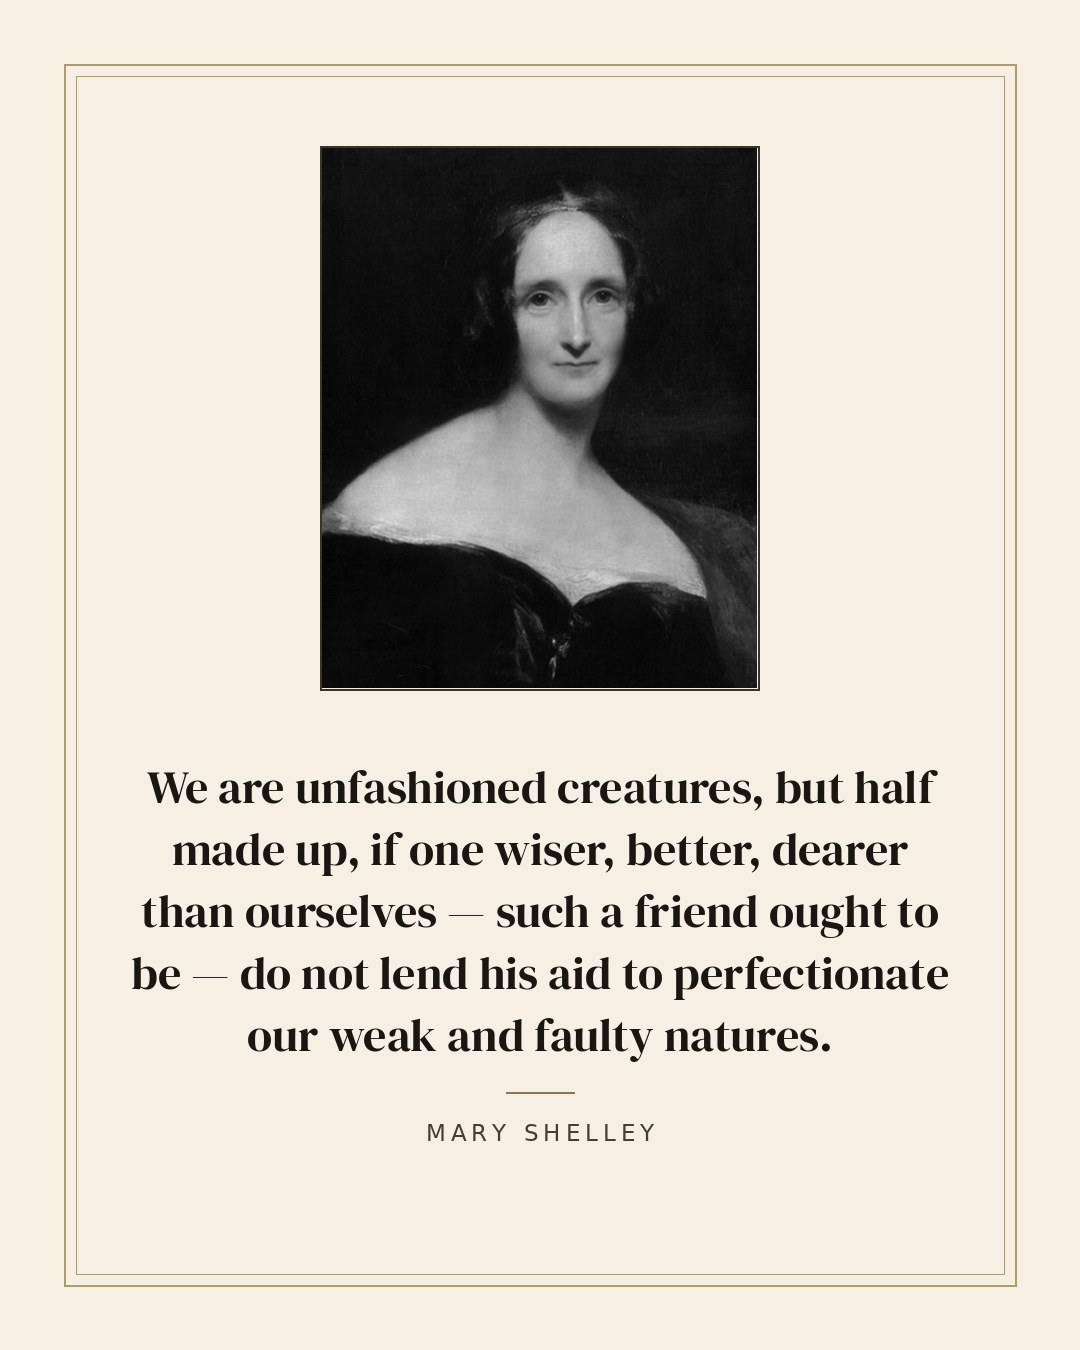 We are unfashioned creatures, but half
made up, if one wiser, better, dearer
than ourselves — such a friend ought to
be — do not lend his aid to perfectionate
our weak and faulty natures.
MARY SHELLEY